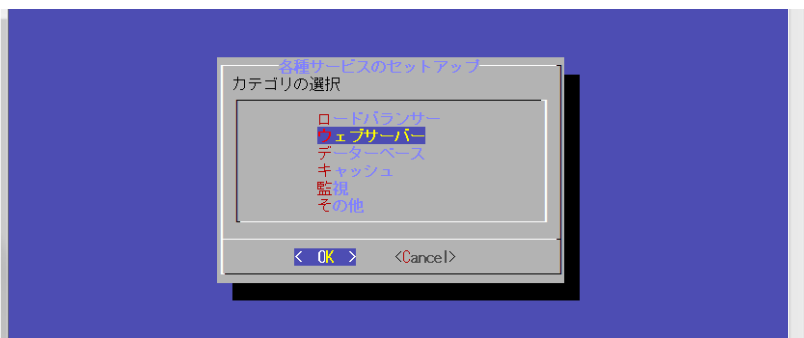 各種サービスのセットアップ
カテゴリの選択
ロードバランサー
ウェブサーバー
データーベース
キャッシュ
監視
その他
< OK > <Cancel>